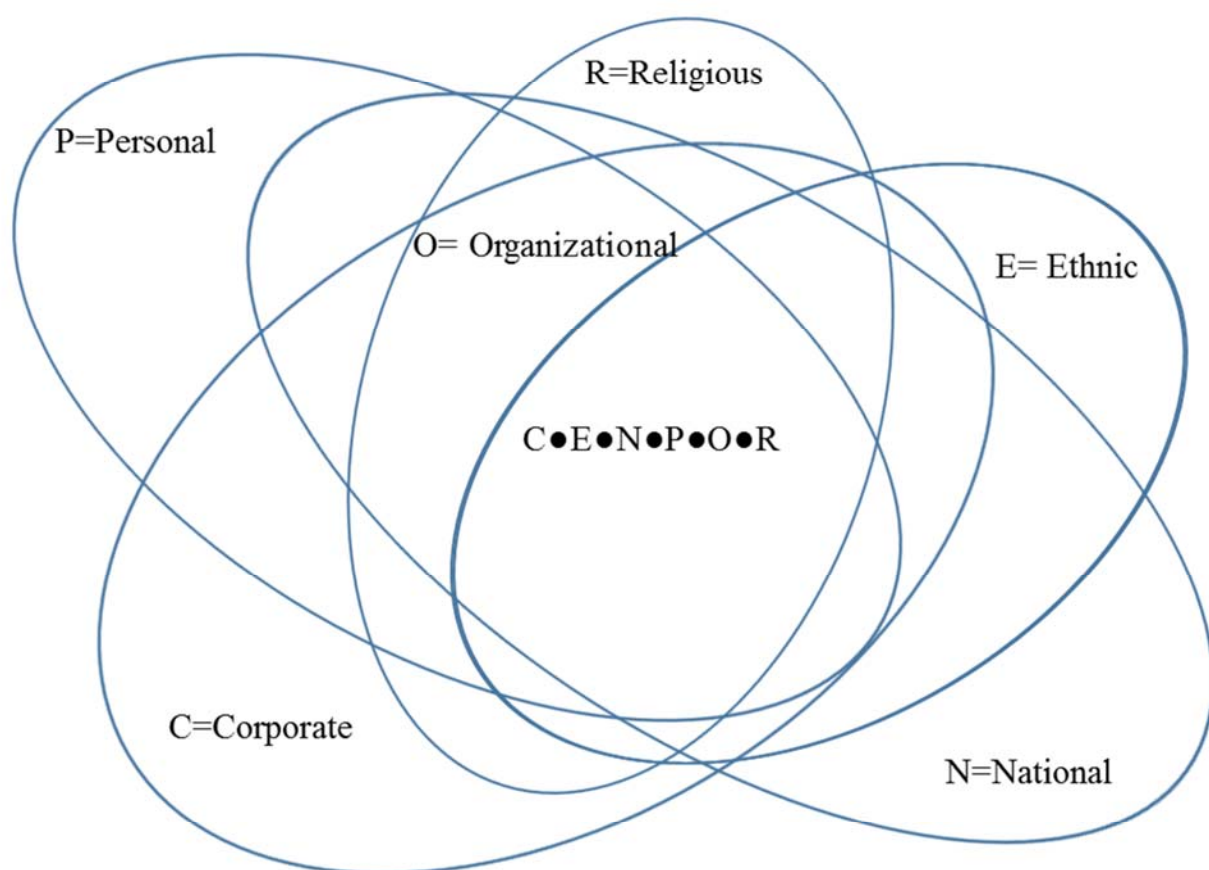 R=Religious
P=Personal
O= Organizational
E= Ethnic
C●E●N●P●O●R
C=Corporate
N=National